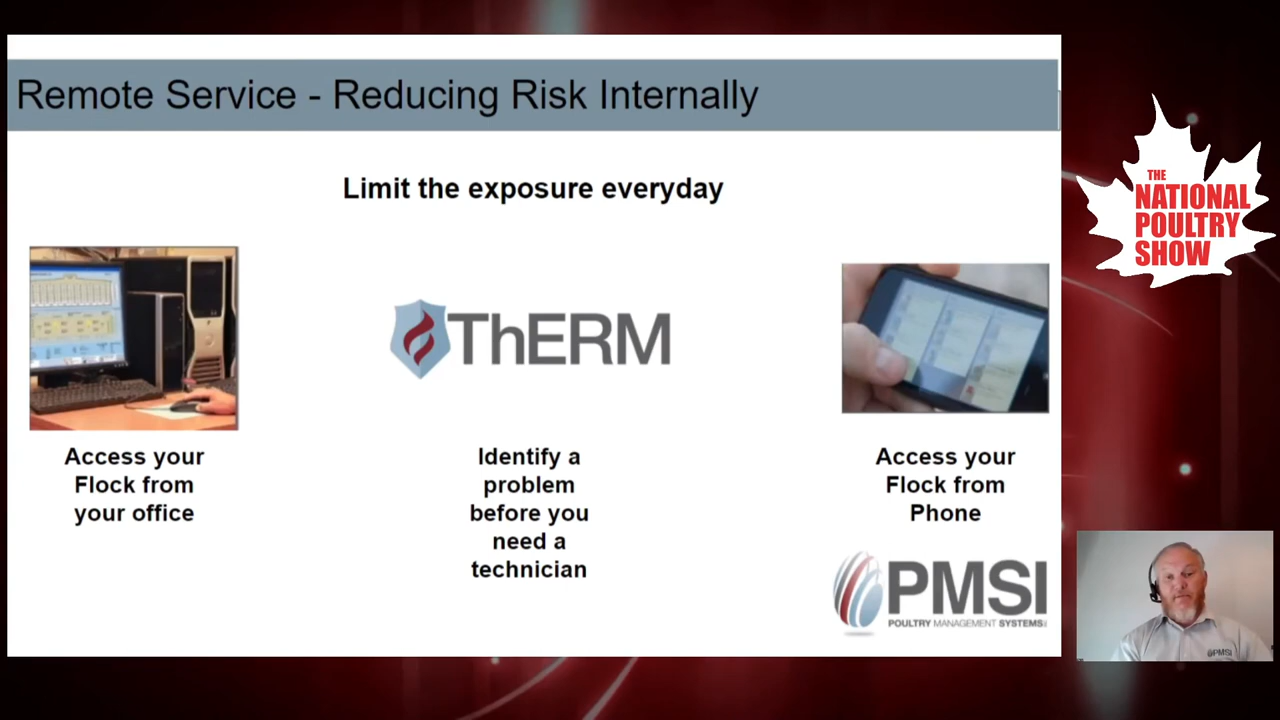 Remote Service - Reducing Risk Internally
Limit the exposure everyday
ThERM
Access your
Flock from
your office
Identify a
problem
before you
need a
technician
Access your
Flock from
Phone
PMSI
POULTRY MANAGEMENT SYSTEMS
THE
NATIONAL
POULTRY
SHOW
PMSI